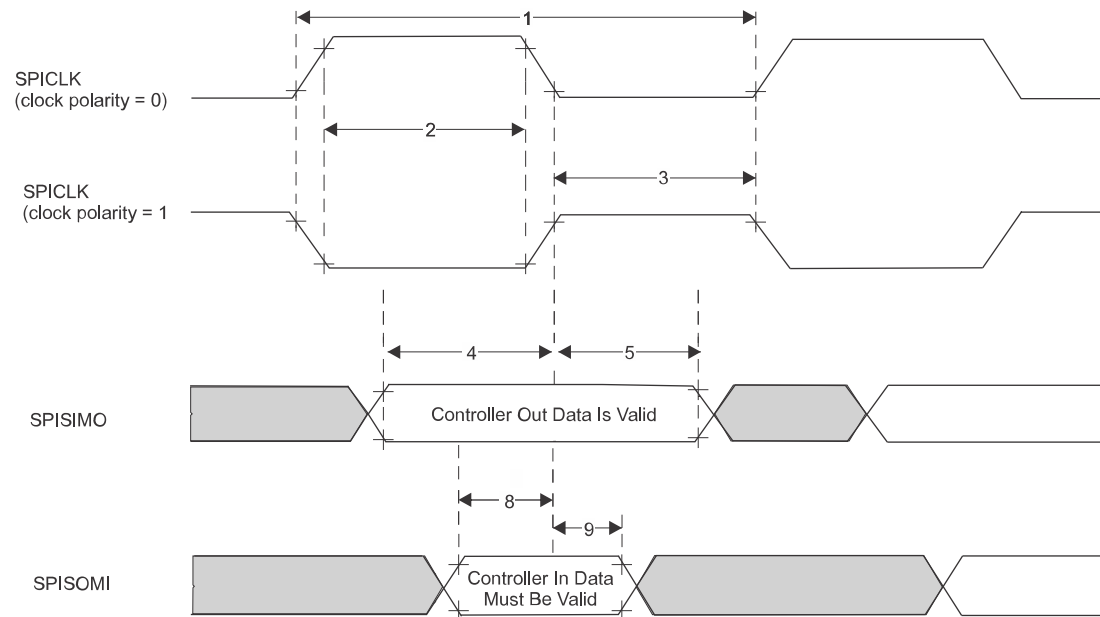 1
SPICLK
(clock polarity = 0)
2
3
SPICLK
(clock polarity = 1
4
5
SPISIMO
Controller Out Data Is Valid
8
9
SPISOMI
Controller In Data
Must Be Valid